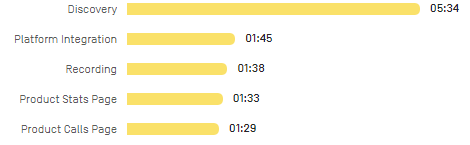 Discovery 05:34
Platform Integration 01:45
Recording 01:38
Product Stats Page 01:33
Product Calls Page 01:29